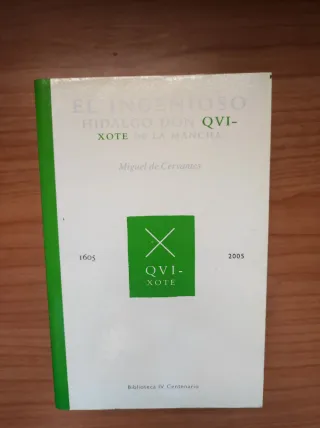 EL INGENIOSO
HIDALGO DON QVI-
XOTE DE LA MANCHA
Miguel de Cervantes
1605
QVI-
XOTE
2005
Biblioteca IV Centenario